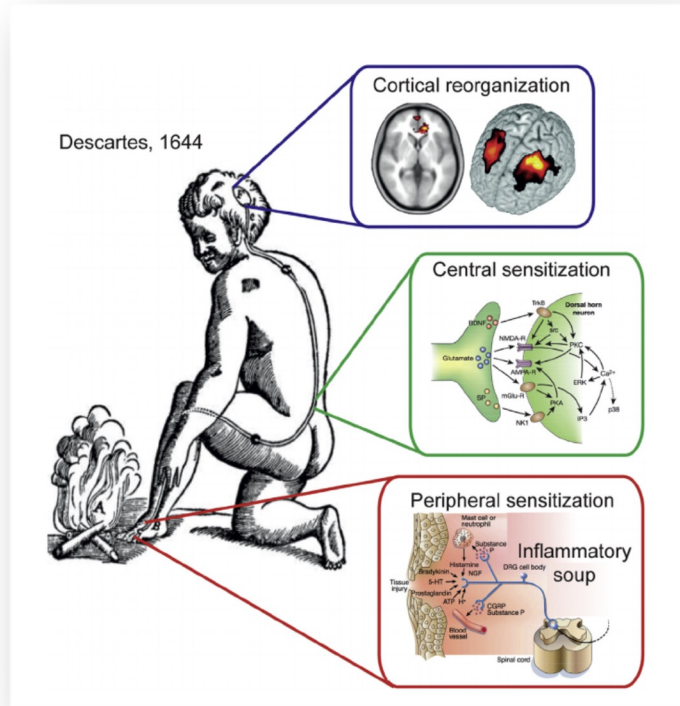 Descartes, 1644
A
B
Cortical reorganization
Central sensitization
TrkB
Dorsal horn
neuron
BDNF
src
NMDA-R
PKC
Glutamate
AMPA-R
Ca2+
ERK
mGlu-R
SP
PKA
p38
IP3
NK1
Peripheral sensitization
Mast cell or
neutrophil
Substance
P
Inflammatory
soup
Histamine
NGF
DRG cell body
Bradykinin
5-HT
Tissue
injury
Prostaglandin
ATP
H+
CGRP
Substance P
Blood
vessel
Spinal cord